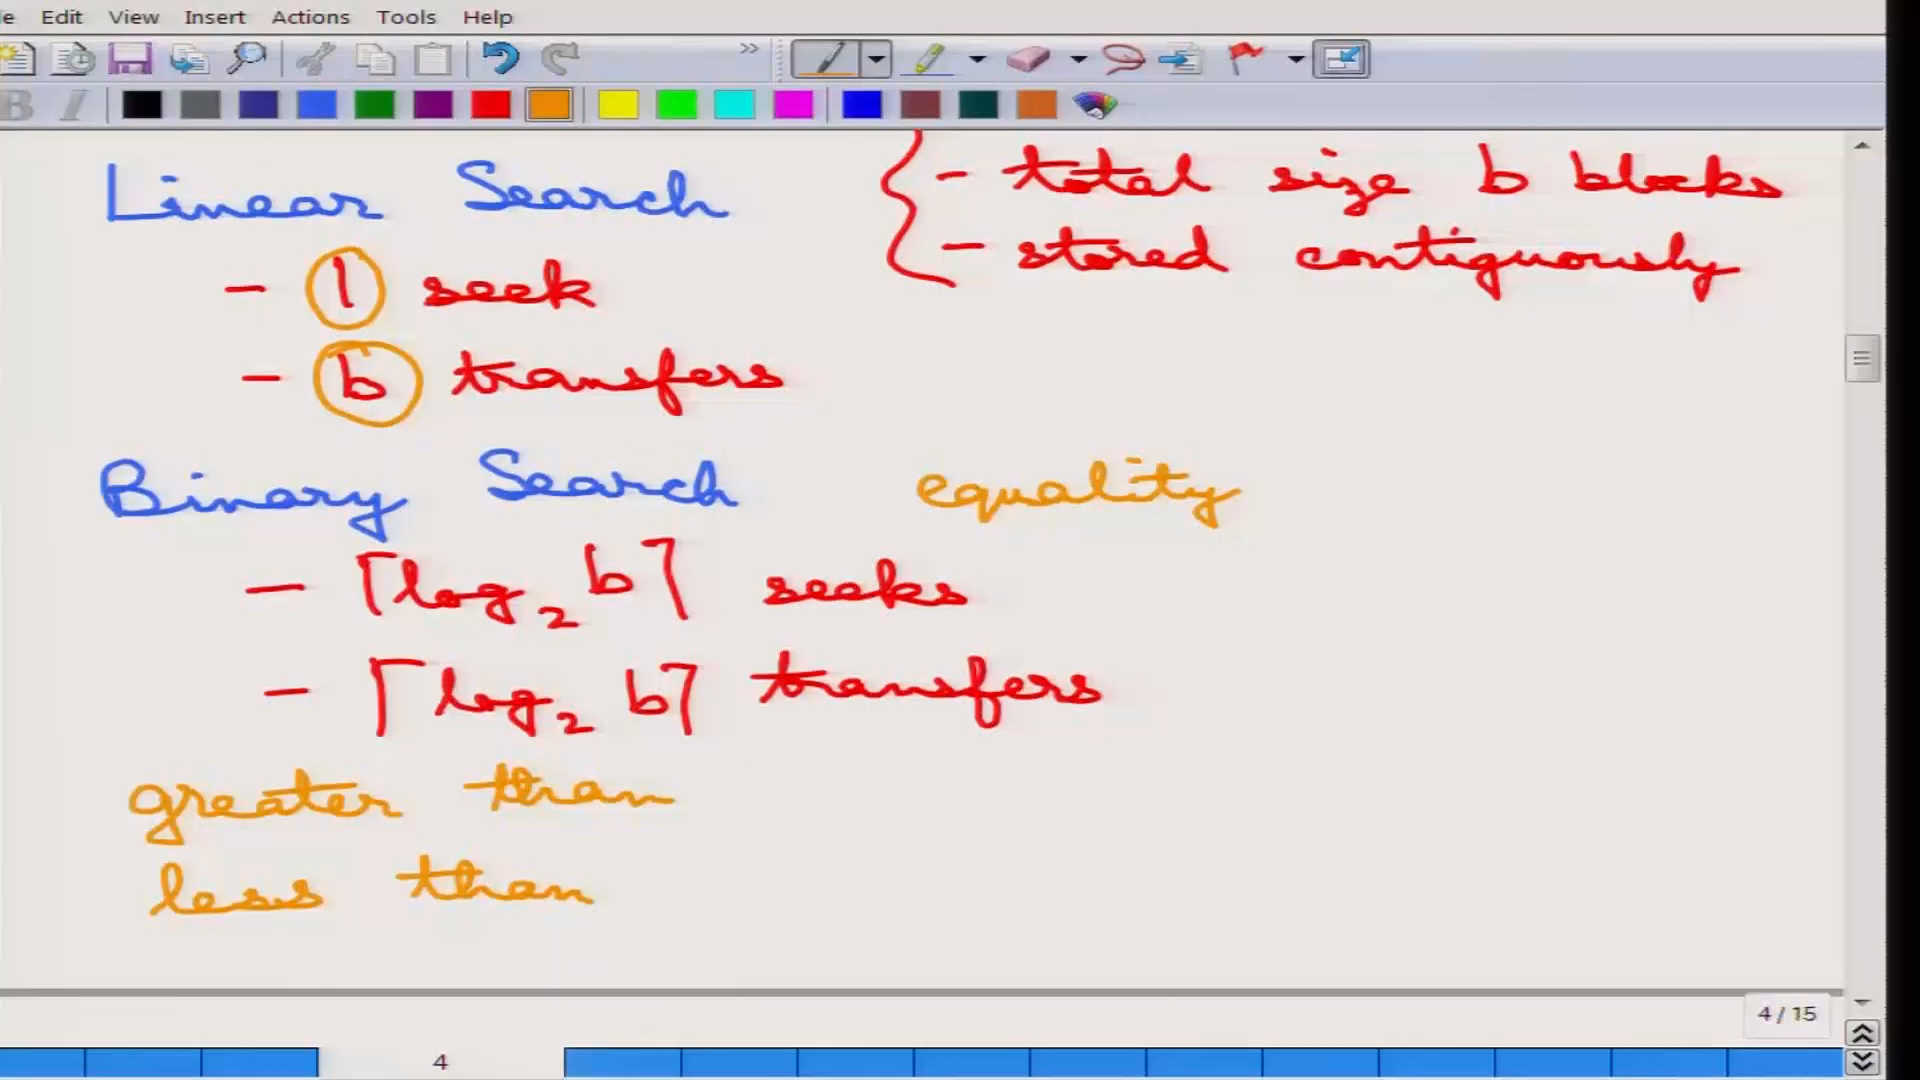 Edit View Insert Actions Tools Help
- total size b blocks
Linear Search
- stored contiguously
- 1 seek
- b transfers
Binary Search equality
- ⌈log₂ b⌉ seeks
- ⌈log₂ b⌉ transfers
greater than
less than
4 / 15
4